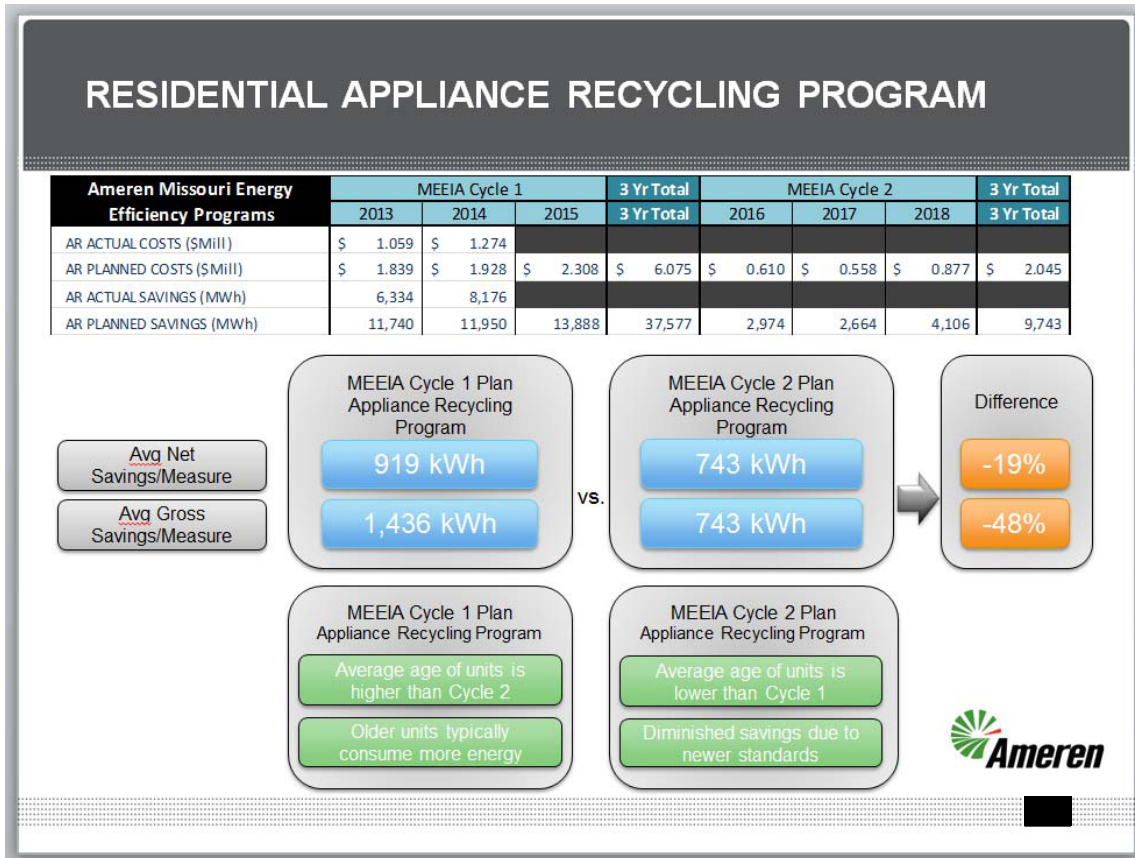 RESIDENTIAL APPLIANCE RECYCLING PROGRAM
Ameren Missouri Energy MEEIA Cycle 1 3 Yr Total MEEIA Cycle 2 3 Yr Total
Efficiency Programs 2013 2014 2015 3 Yr Total 2016 2017 2018 3 Yr Total
AR ACTUAL COSTS ($Mill) $ 1.059 $ 1.274
AR PLANNED COSTS ($Mill) $ 1.839 $ 1.928 $ 2.308 $ 6.075 $ 0.610 $ 0.558 $ 0.877 $ 2.045
AR ACTUAL SAVINGS (MWh) 6,334 8,176
AR PLANNED SAVINGS (MWh) 11,740 11,950 13,888 37,577 2,974 2,664 4,106 9,743
MEEIA Cycle 1 Plan
Appliance Recycling
Program
MEEIA Cycle 2 Plan
Appliance Recycling
Program
Difference
Avg Net
Savings/Measure
919 kWh
743 kWh
-19%
vs.
Avg Gross
Savings/Measure
1,436 kWh
743 kWh
-48%
MEEIA Cycle 1 Plan
Appliance Recycling Program
Average age of units is
higher than Cycle 2
Older units typically
consume more energy
MEEIA Cycle 2 Plan
Appliance Recycling Program
Average age of units is
lower than Cycle 1
Diminished savings due to
newer standards
Ameren